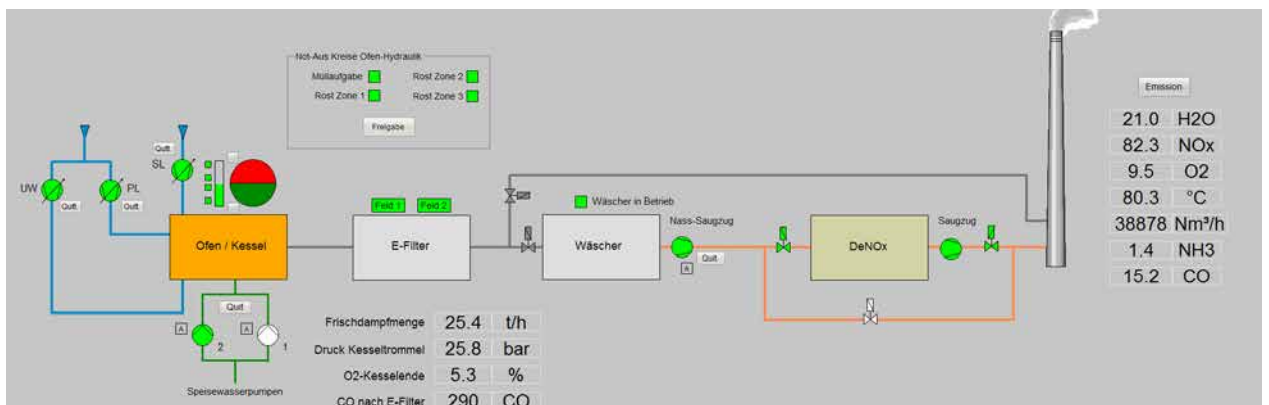 Not-Aus Kreise Ofen-Hydraulik
Müllaufgabe
Rost Zone 2
Rost Zone 1
Rost Zone 3
Freigabe
Quit
SL
UW
PL
Quit
Quit
Ofen / Kessel
Feld 1
Feld 2
E-Filter
Wäscher in Betrieb
Wäscher
Nass-Saugzug
A
Quit
DeNOx
Saugzug
Emission
21.0 H2O
82.3 NOx
9.5 O2
80.3 °C
38878 Nm³/h
1.4 NH3
15.2 CO
Quit
A
A
2
1
Speisewasserpumpen
Frischdampfmenge 25.4 t/h
Druck Kesseltrommel 25.8 bar
O2-Kesselende 5.3 %
CO nach E-Filter 290 CO